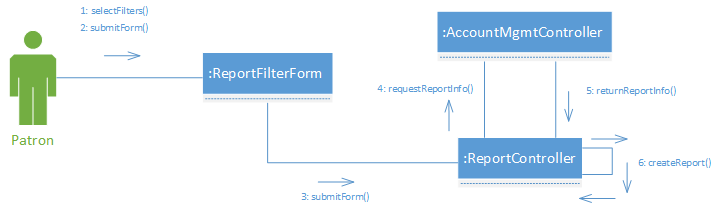 1: selectFilters()
2: submitForm()
:AccountMgmtController
:ReportFilterForm
4: requestReportInfo()
5: returnReportInfo()
Patron
:ReportController
6: createReport()
3: submitForm()